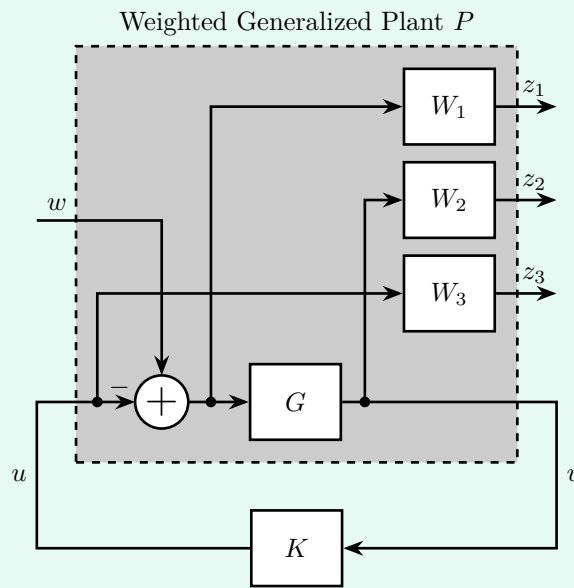 Weighted Generalized Plant P
W₁
z₁
w
W₂
z₂
W₃
z₃
−
+
G
u
v
K